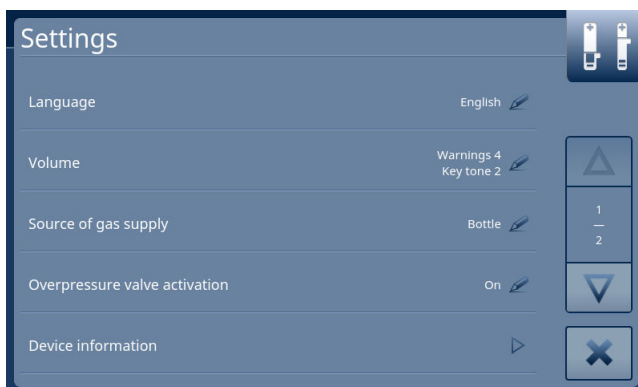 Settings
Language
English
Volume
Warnings 4
Key tone 2
Source of gas supply
Bottle
Overpressure valve activation
On
Device information
1
2